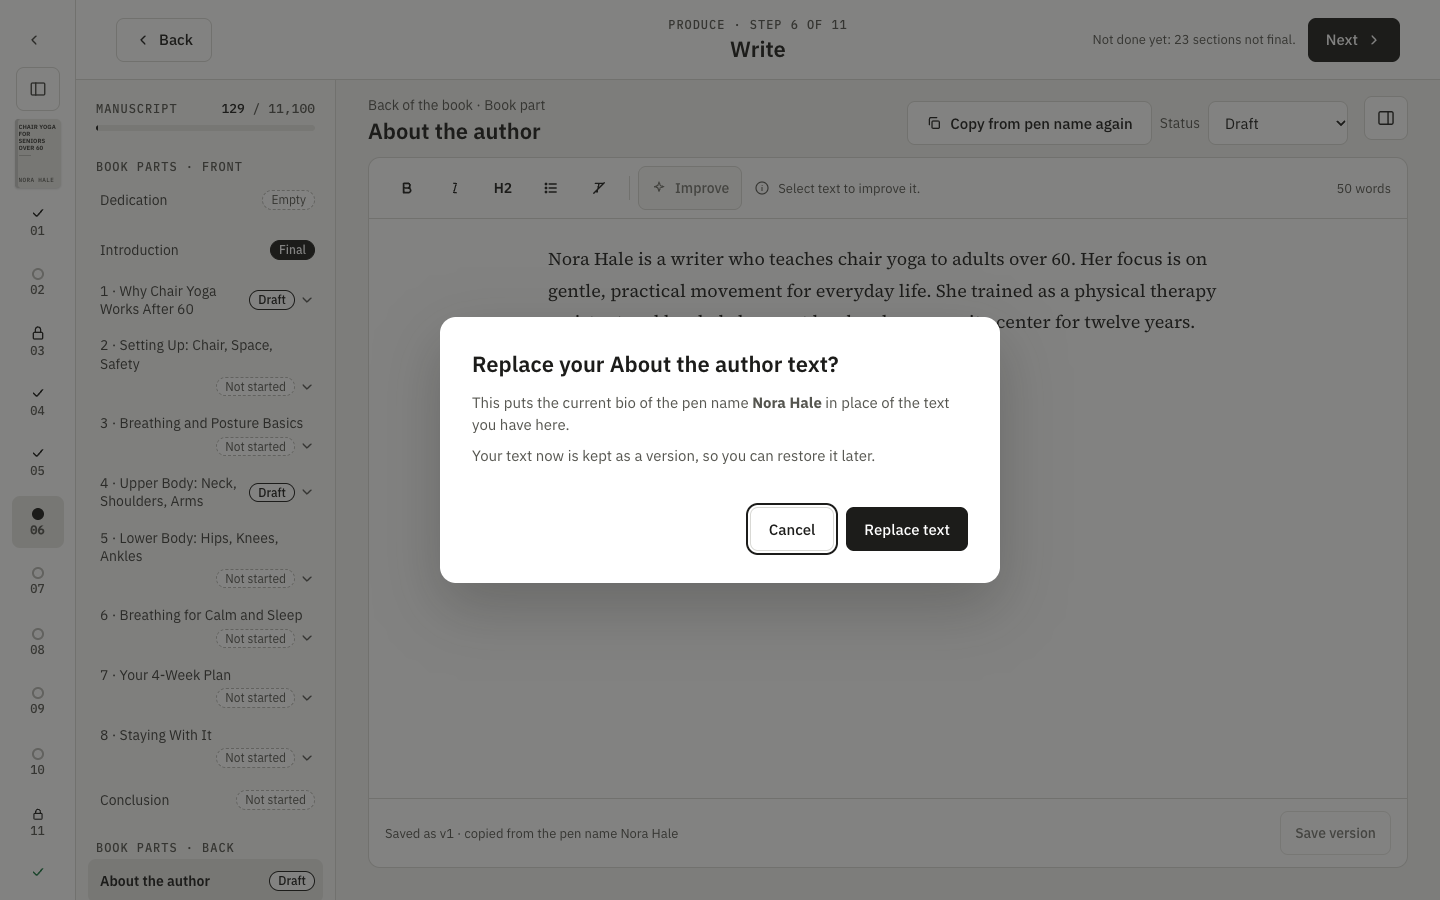 Back
PRODUCE · STEP 6 OF 11
Write
Not done yet: 23 sections not final.
Next
CHAIR YOGA
FOR
SENIORS
OVER 60
NORA HALE
01
02
03
04
05
06
07
08
09
10
11
MANUSCRIPT 129 / 11,100
BOOK PARTS · FRONT
Dedication Empty
Introduction Final
1 · Why Chair Yoga
Works After 60
Draft
2 · Setting Up: Chair, Space,
Safety
Not started
3 · Breathing and Posture Basics
Not started
4 · Upper Body: Neck,
Shoulders, Arms
Draft
5 · Lower Body: Hips, Knees,
Ankles
Not started
6 · Breathing for Calm and Sleep
Not started
7 · Your 4-Week Plan
Not started
8 · Staying With It
Not started
Conclusion Not started
BOOK PARTS · BACK
About the author Draft
Back of the book · Book part
About the author
Copy from pen name again
Status
Draft
B I H2
Improve
Select text to improve it.
50 words
Nora Hale is a writer who teaches chair yoga to adults over 60. Her focus is on
gentle, practical movement for everyday life. She trained as a physical therapy
center for twelve years.
Replace your About the author text?
This puts the current bio of the pen name Nora Hale in place of the text
you have here.
Your text now is kept as a version, so you can restore it later.
Cancel
Replace text
Saved as v1 · copied from the pen name Nora Hale
Save version